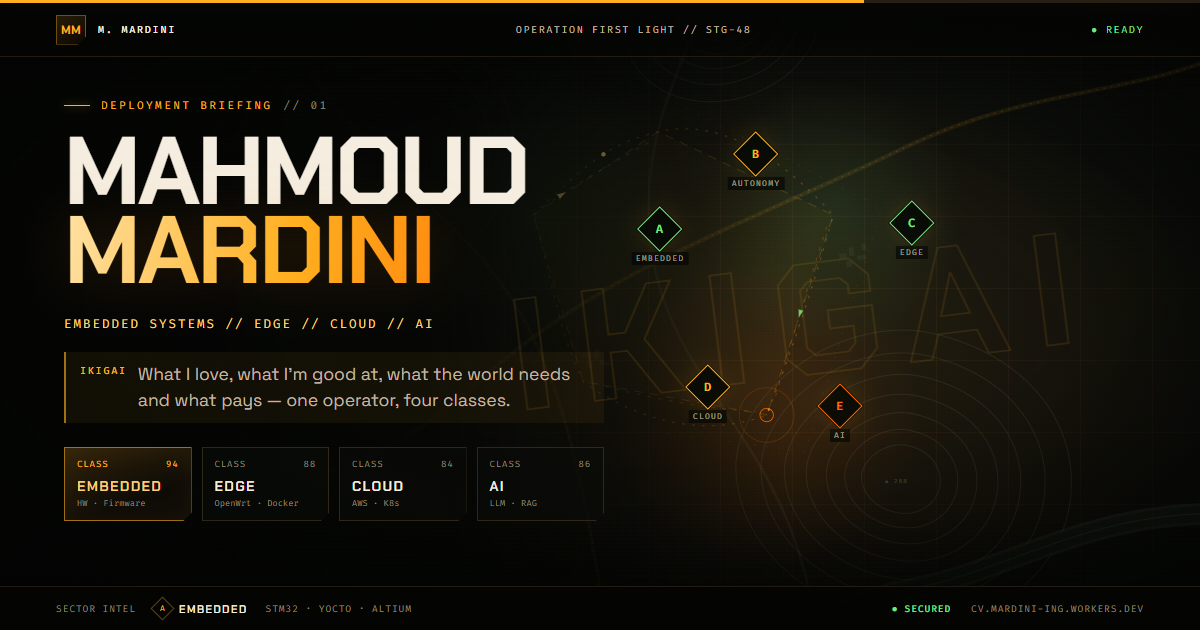 MM M. MARDINI
OPERATION FIRST LIGHT // STG-48
● READY
DEPLOYMENT BRIEFING // 01
MAHMOUD
MARDINI
EMBEDDED SYSTEMS // EDGE // CLOUD // AI
IKIGAI What I love, what I'm good at, what the world needs
and what pays — one operator, four classes.
CLASS 94
EMBEDDED
HW · Firmware
CLASS 88
EDGE
OpenWrt · Docker
CLASS 84
CLOUD
AWS · K8s
CLASS 86
AI
LLM · RAG
B
AUTONOMY
A
EMBEDDED
C
EDGE
IKIGAI
D
CLOUD
E
AI
SECTOR INTEL A EMBEDDED STM32 · YOCTO · ALTIUM
● SECURED CV.MARDINI-ING.WORKERS.DEV